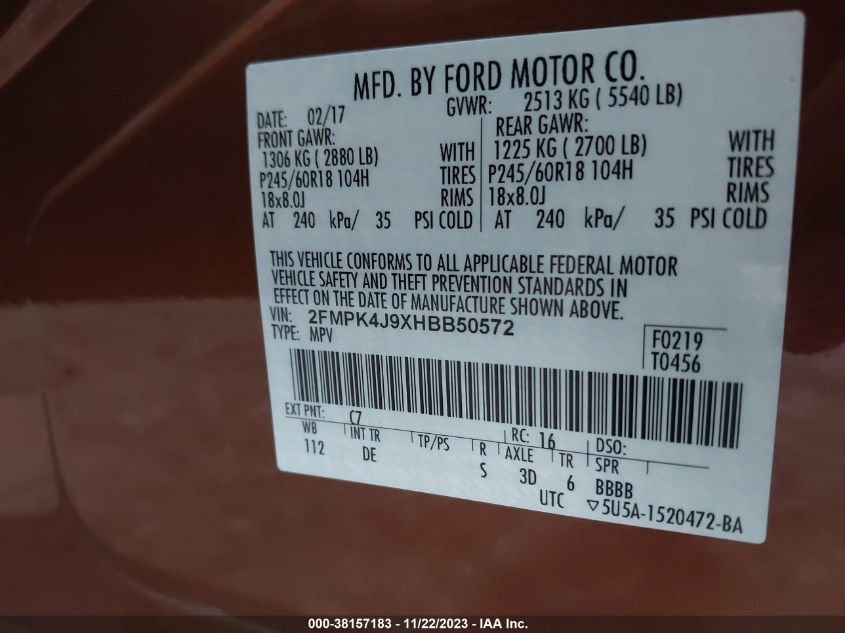 MFD. BY FORD MOTOR CO.
DATE: 02/17 GVWR: 2513 KG ( 5540 LB)
FRONT GAWR: REAR GAWR:
1306 KG ( 2880 LB) WITH 1225 KG ( 2700 LB) WITH
P245/60R18 104H TIRES P245/60R18 104H TIRES
18x8.0J RIMS 18x8.0J RIMS
AT 240 kPa/ 35 PSI COLD AT 240 kPa/ 35 PSI COLD
THIS VEHICLE CONFORMS TO ALL APPLICABLE FEDERAL MOTOR
VEHICLE SAFETY AND THEFT PREVENTION STANDARDS IN
EFFECT ON THE DATE OF MANUFACTURE SHOWN ABOVE.
VIN: 2FMPK4J9XHBB50572
TYPE: MPV F0219
T0456
EXT PNT: C7 RC: 16 DSO:
WB INT TR TP/PS R AXLE TR SPR
112 DE S 3D 6 BBBB
UTC ▽5U5A-1520472-BA
000-38157183 - 11/22/2023 - IAA Inc.